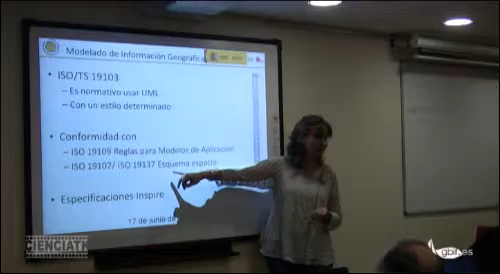 Modelado de Información Geográfica
• ISO/TS 19103
– Es normativo usar UML
– Con un estilo determinado
• Conformidad con
– ISO 19109 Reglas para Modelos de Aplicación
– ISO 19107/ ISO 19137 Esquema espacial
• Especificaciones Inspire
17 de junio de
CIENCIATK
gbif.es